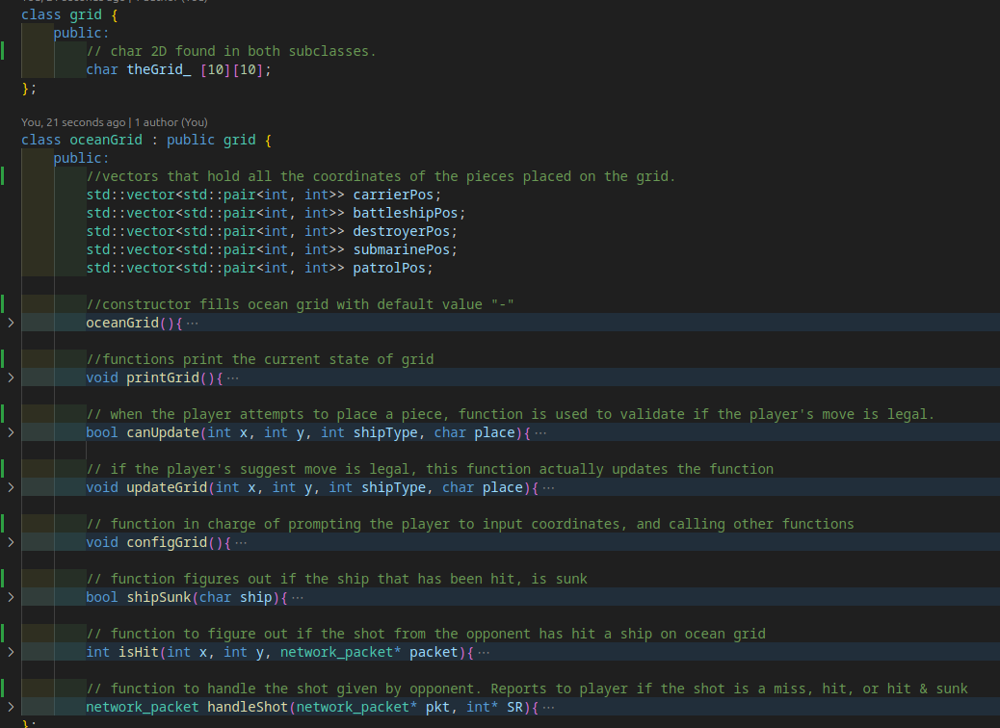 class grid {
public:
// char 2D found in both subclasses.
char theGrid_ [10][10];
};
You, 21 seconds ago | 1 author (You)
class oceanGrid : public grid {
public:
//vectors that hold all the coordinates of the pieces placed on the grid.
std::vector<std::pair<int, int>> carrierPos;
std::vector<std::pair<int, int>> battleshipPos;
std::vector<std::pair<int, int>> destroyerPos;
std::vector<std::pair<int, int>> submarinePos;
std::vector<std::pair<int, int>> patrolPos;
//constructor fills ocean grid with default value "-"
oceanGrid(){ ···
//functions print the current state of grid
void printGrid(){ ···
// when the player attempts to place a piece, function is used to validate if the player's move is legal.
bool canUpdate(int x, int y, int shipType, char place){ ···
// if the player's suggest move is legal, this function actually updates the function
void updateGrid(int x, int y, int shipType, char place){ ···
// function in charge of prompting the player to input coordinates, and calling other functions
void configGrid(){ ···
// function figures out if the ship that has been hit, is sunk
bool shipSunk(char ship){ ···
// function to figure out if the shot from the opponent has hit a ship on ocean grid
int isHit(int x, int y, network_packet* packet){ ···
// function to handle the shot given by opponent. Reports to player if the shot is a miss, hit, or hit & sunk
network_packet handleShot(network_packet* pkt, int* SR){ ···
};